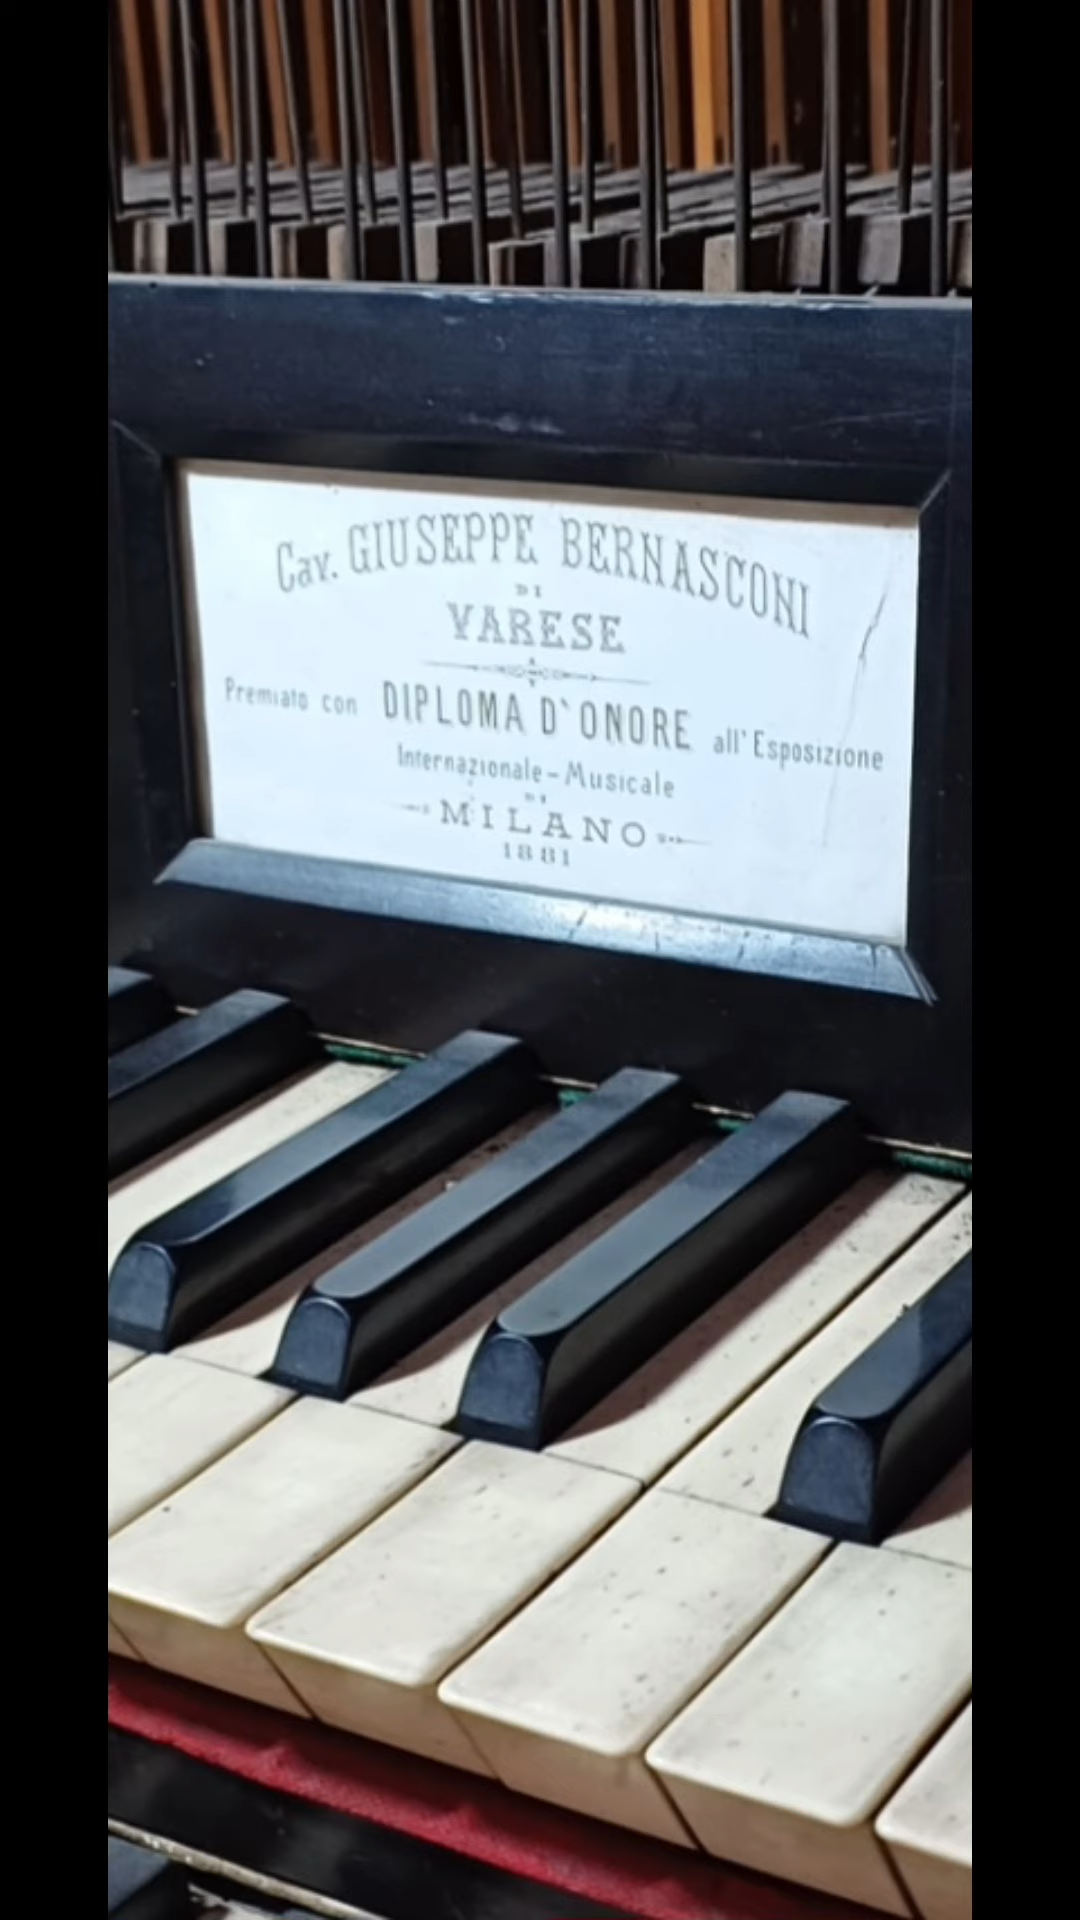 Cav. GIUSEPPE BERNASCONI
DI
VARESE
Premiato con DIPLOMA D'ONORE all' Esposizione
Internazionale-Musicale
DI
MILANO
1881